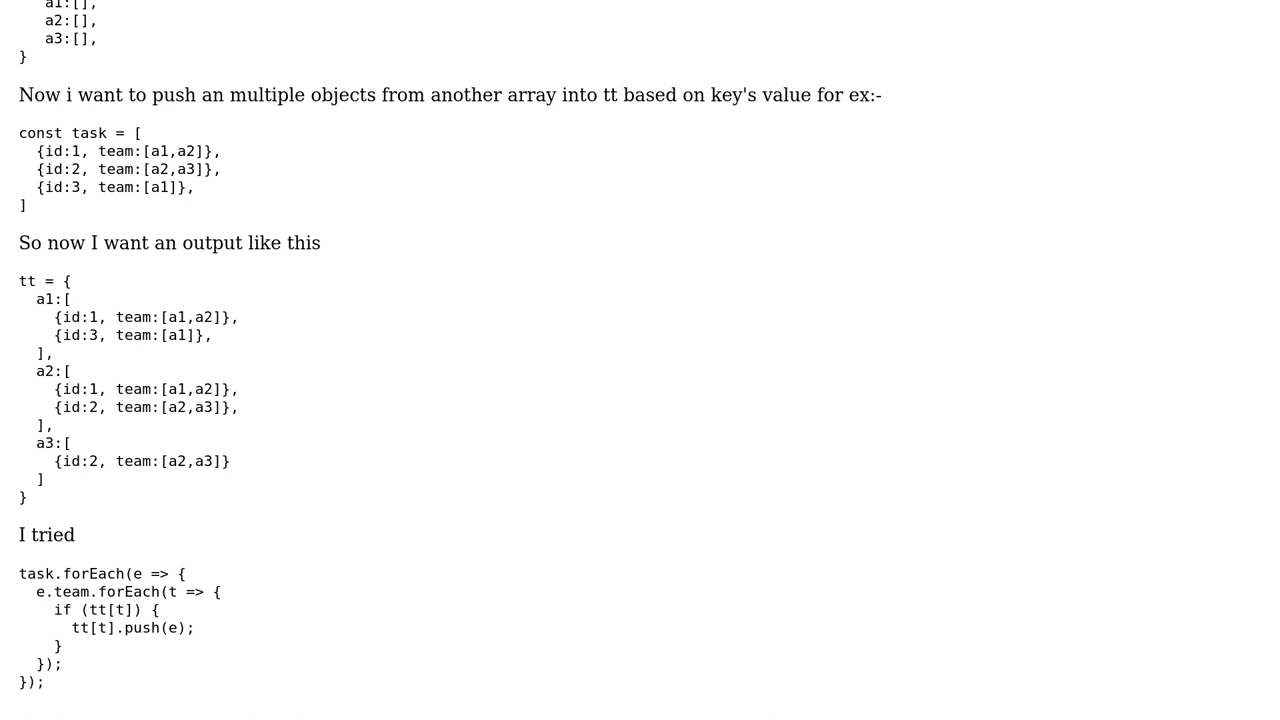 a1:[],
a2:[],
a3:[],
}
Now i want to push an multiple objects from another array into tt based on key's value for ex:-
const task = [
{id:1, team:[a1,a2]},
{id:2, team:[a2,a3]},
{id:3, team:[a1]},
]
So now I want an output like this
tt = {
a1:[
{id:1, team:[a1,a2]},
{id:3, team:[a1]},
],
a2:[
{id:1, team:[a1,a2]},
{id:2, team:[a2,a3]},
],
a3:[
{id:2, team:[a2,a3]}
]
}
I tried
task.forEach(e => {
e.team.forEach(t => {
if (tt[t]) {
tt[t].push(e);
}
});
});